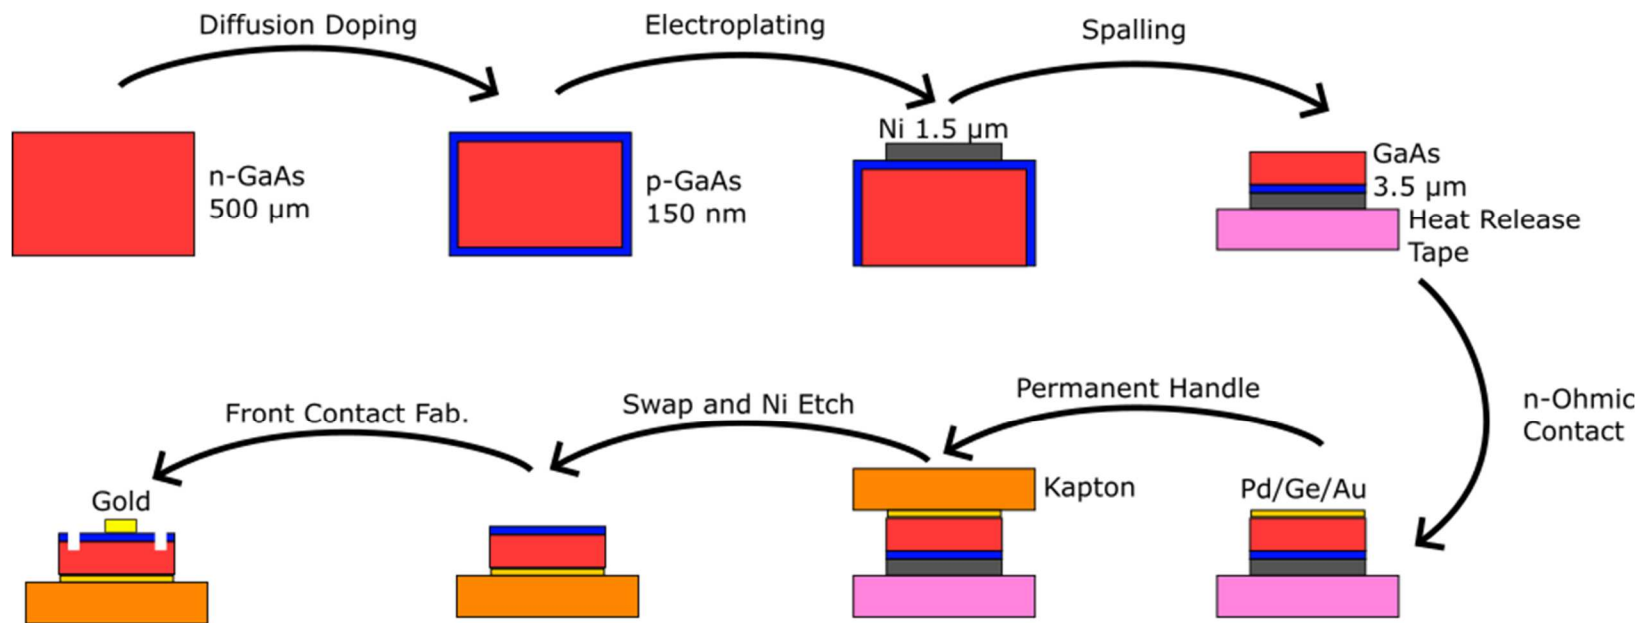 Diffusion Doping
Electroplating
Spalling
n-GaAs
500 μm
p-GaAs
150 nm
Ni 1.5 μm
GaAs
3.5 μm
Heat Release
Tape
n-Ohmic
Contact
Permanent Handle
Swap and Ni Etch
Front Contact Fab.
Pd/Ge/Au
Kapton
Gold